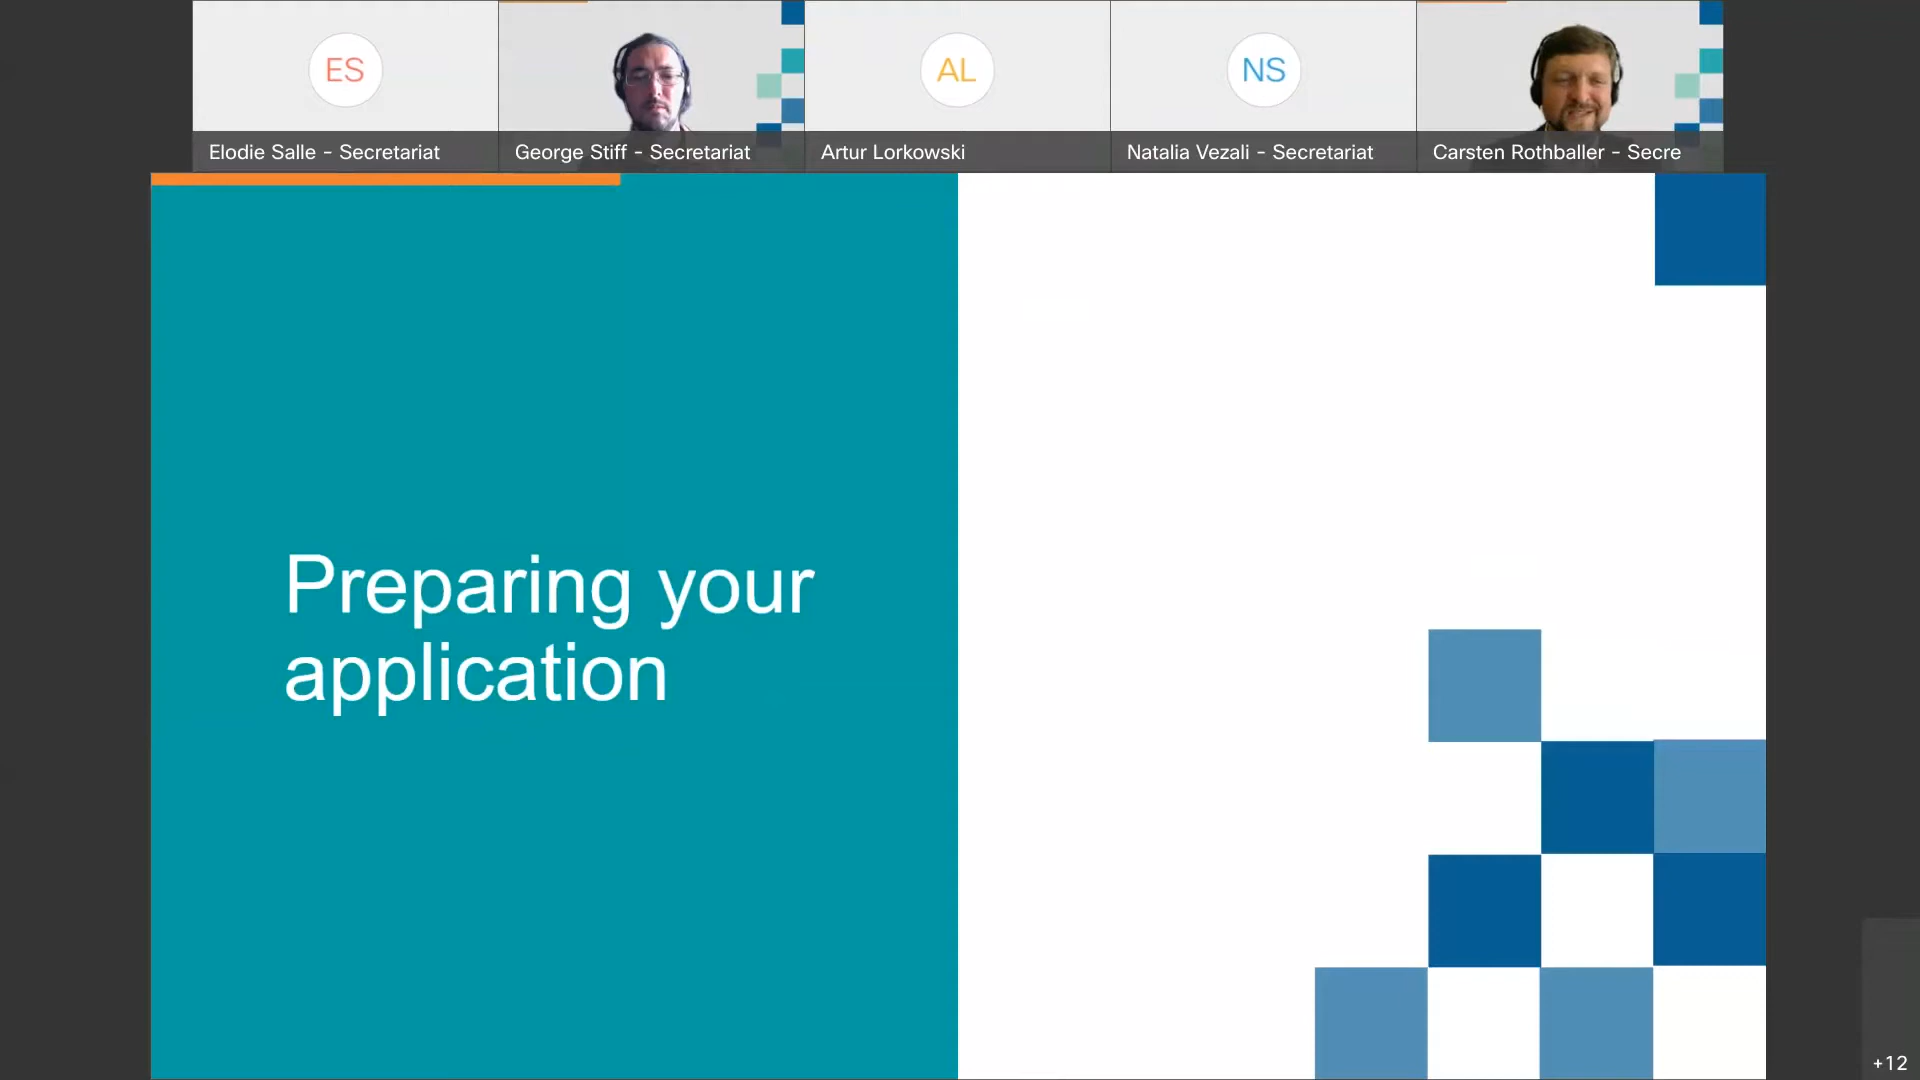 ES
AL
NS
Elodie Salle - Secretariat
George Stiff - Secretariat
Artur Lorkowski
Natalia Vezali - Secretariat
Carsten Rothballer - Secre
Preparing your
application
+12